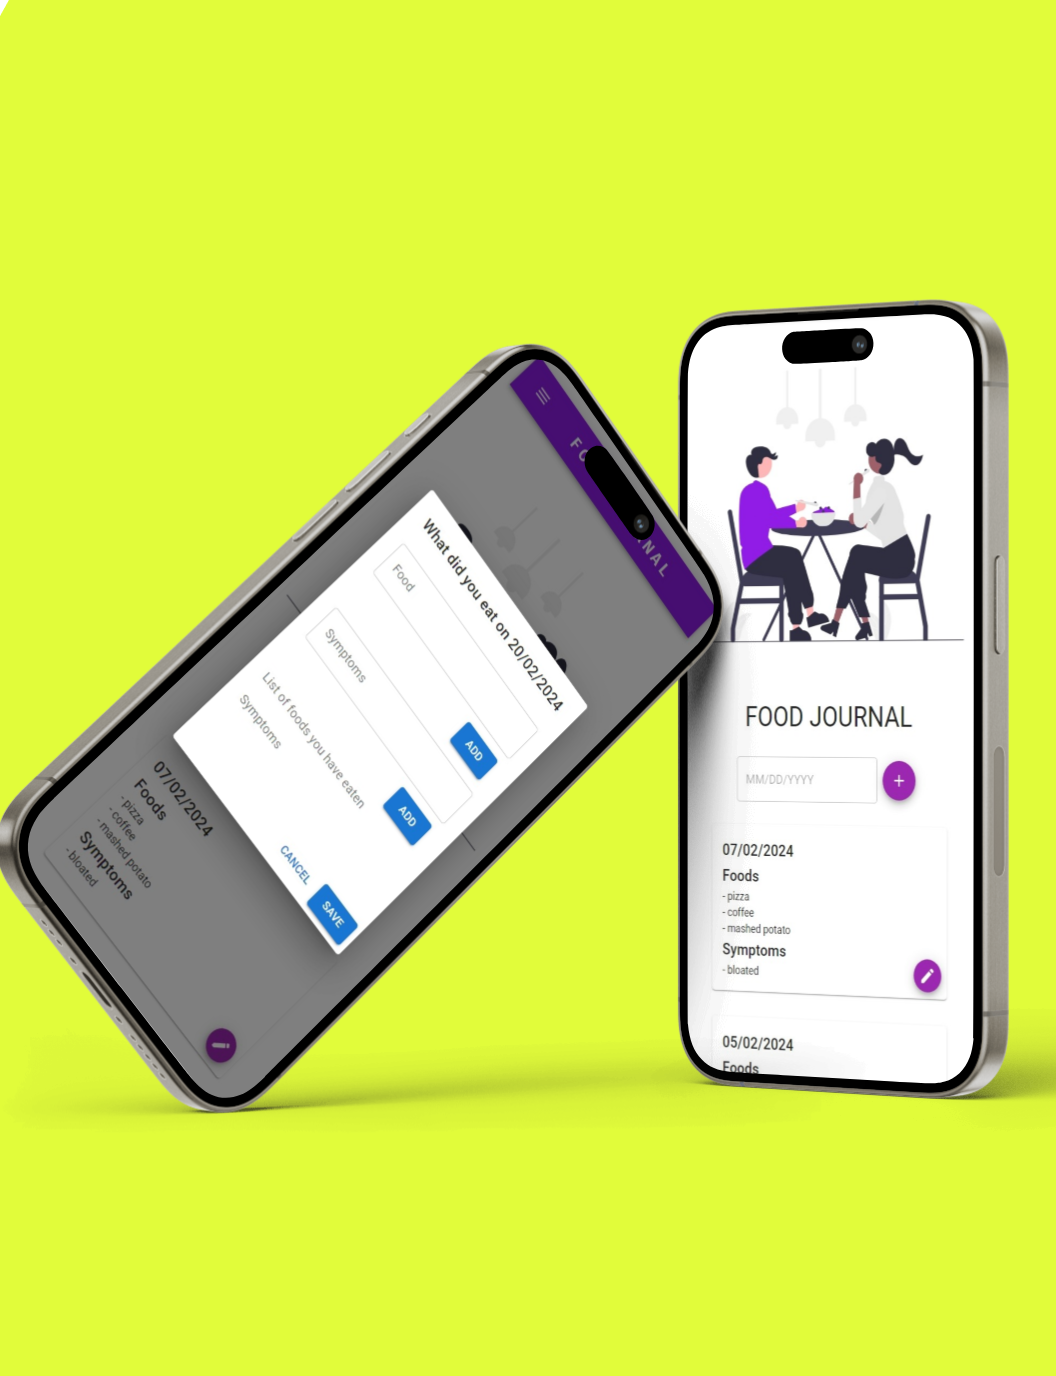 What did you eat on 20/02/2024
Food
ADD
Symptoms
ADD
List of foods you have eaten
Symptoms
CANCEL
SAVE
07/02/2024
Foods
- pizza
- coffee
- mashed potato
Symptoms
- bloated
FOOD JOURNAL
MM/DD/YYYY
+
07/02/2024
Foods
- pizza
- coffee
- mashed potato
Symptoms
- bloated
05/02/2024
Foods